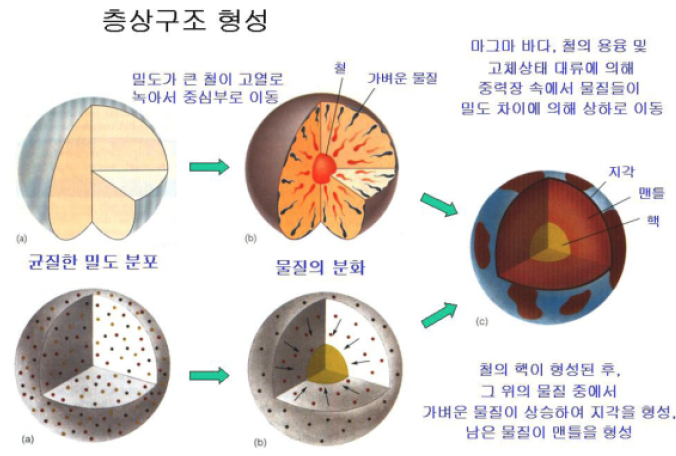 층상구조 형성
밀도가 큰 철이 고열로
녹아서 중심부로 이동
철
가벼운 물질
마그마 바다, 철의 용융 및
고체상태 대류에 의해
중력장 속에서 물질들이
밀도 차이에 의해 상하로 이동
(a)
(b)
지각
맨틀
핵
(c)
균질한 밀도 분포
물질의 분화
(a)
(b)
철의 핵이 형성된 후,
그 위의 물질 중에서
가벼운 물질이 상승하여 지각을 형성,
남은 물질이 맨틀을 형성